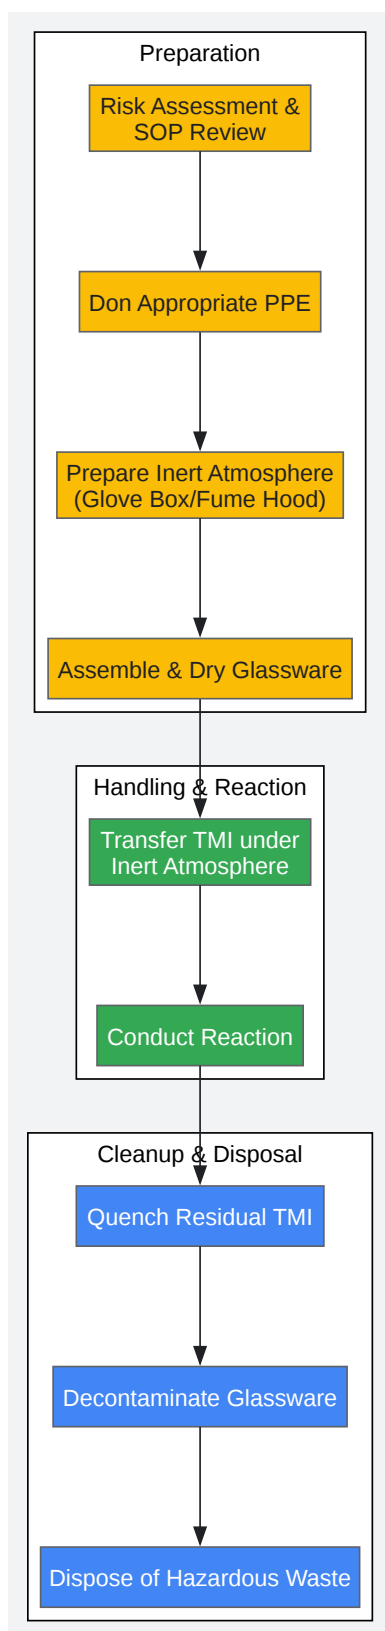 Preparation
Risk Assessment &
SOP Review
Don Appropriate PPE
Prepare Inert Atmosphere
(Glove Box/Fume Hood)
Assemble & Dry Glassware
Handling & Reaction
Transfer TMI under
Inert Atmosphere
Conduct Reaction
Cleanup & Disposal
Quench Residual TMI
Decontaminate Glassware
Dispose of Hazardous Waste